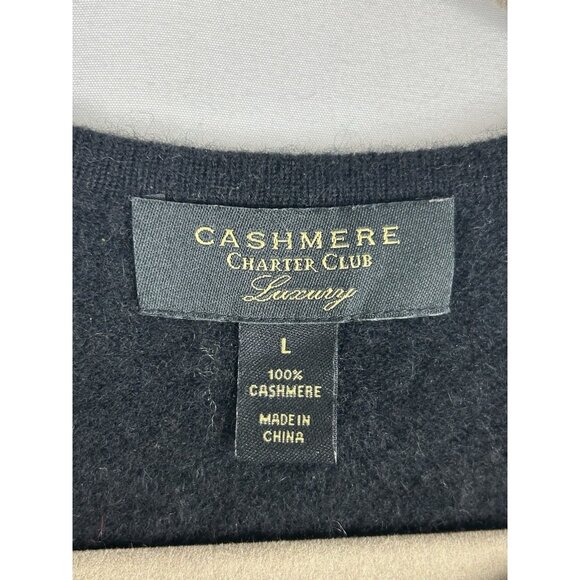 CASHMERE
CHARTER CLUB
Luxury
L
100%
CASHMERE
MADE IN
CHINA